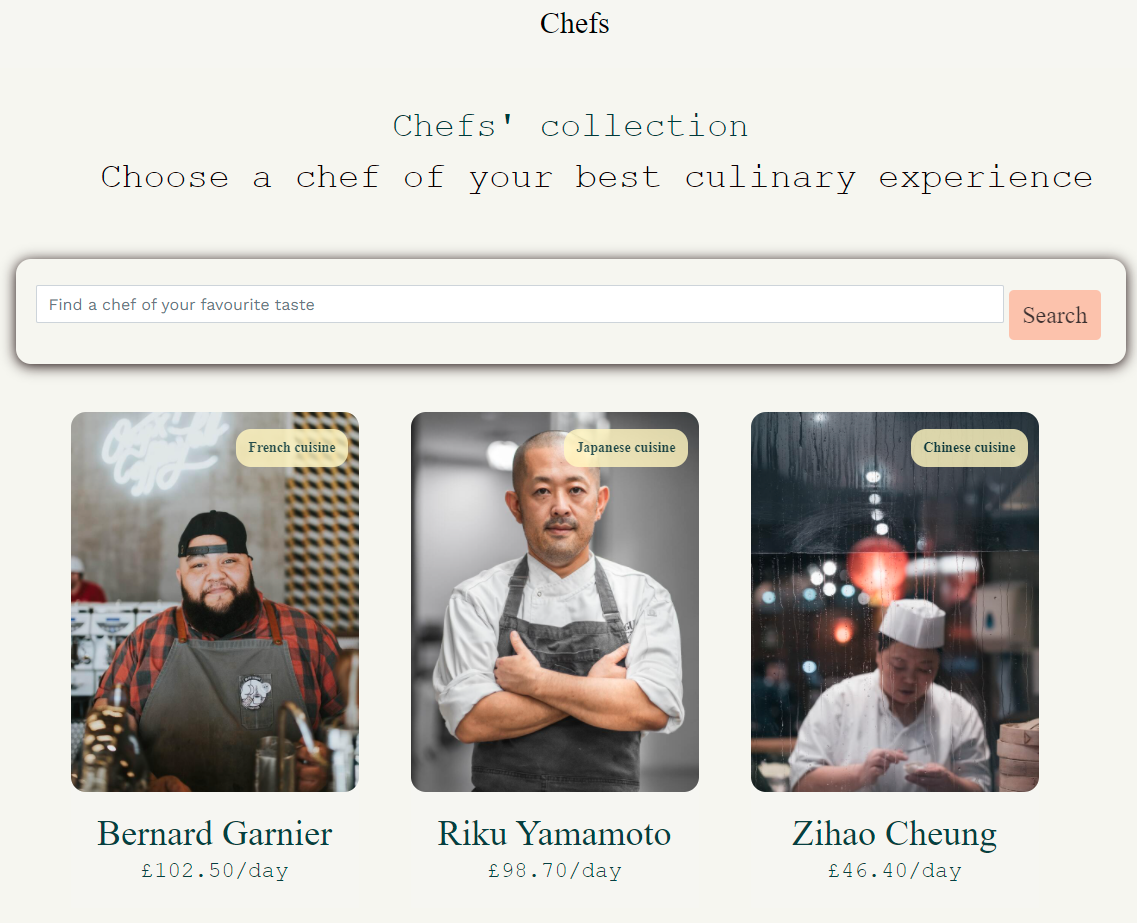 Chefs
Chefs' collection
Choose a chef of your best culinary experience
Find a chef of your favourite taste
Search
French cuisine
Japanese cuisine
Chinese cuisine
Bernard Garnier
Riku Yamamoto
Zihao Cheung
£102.50/day
£98.70/day
£46.40/day